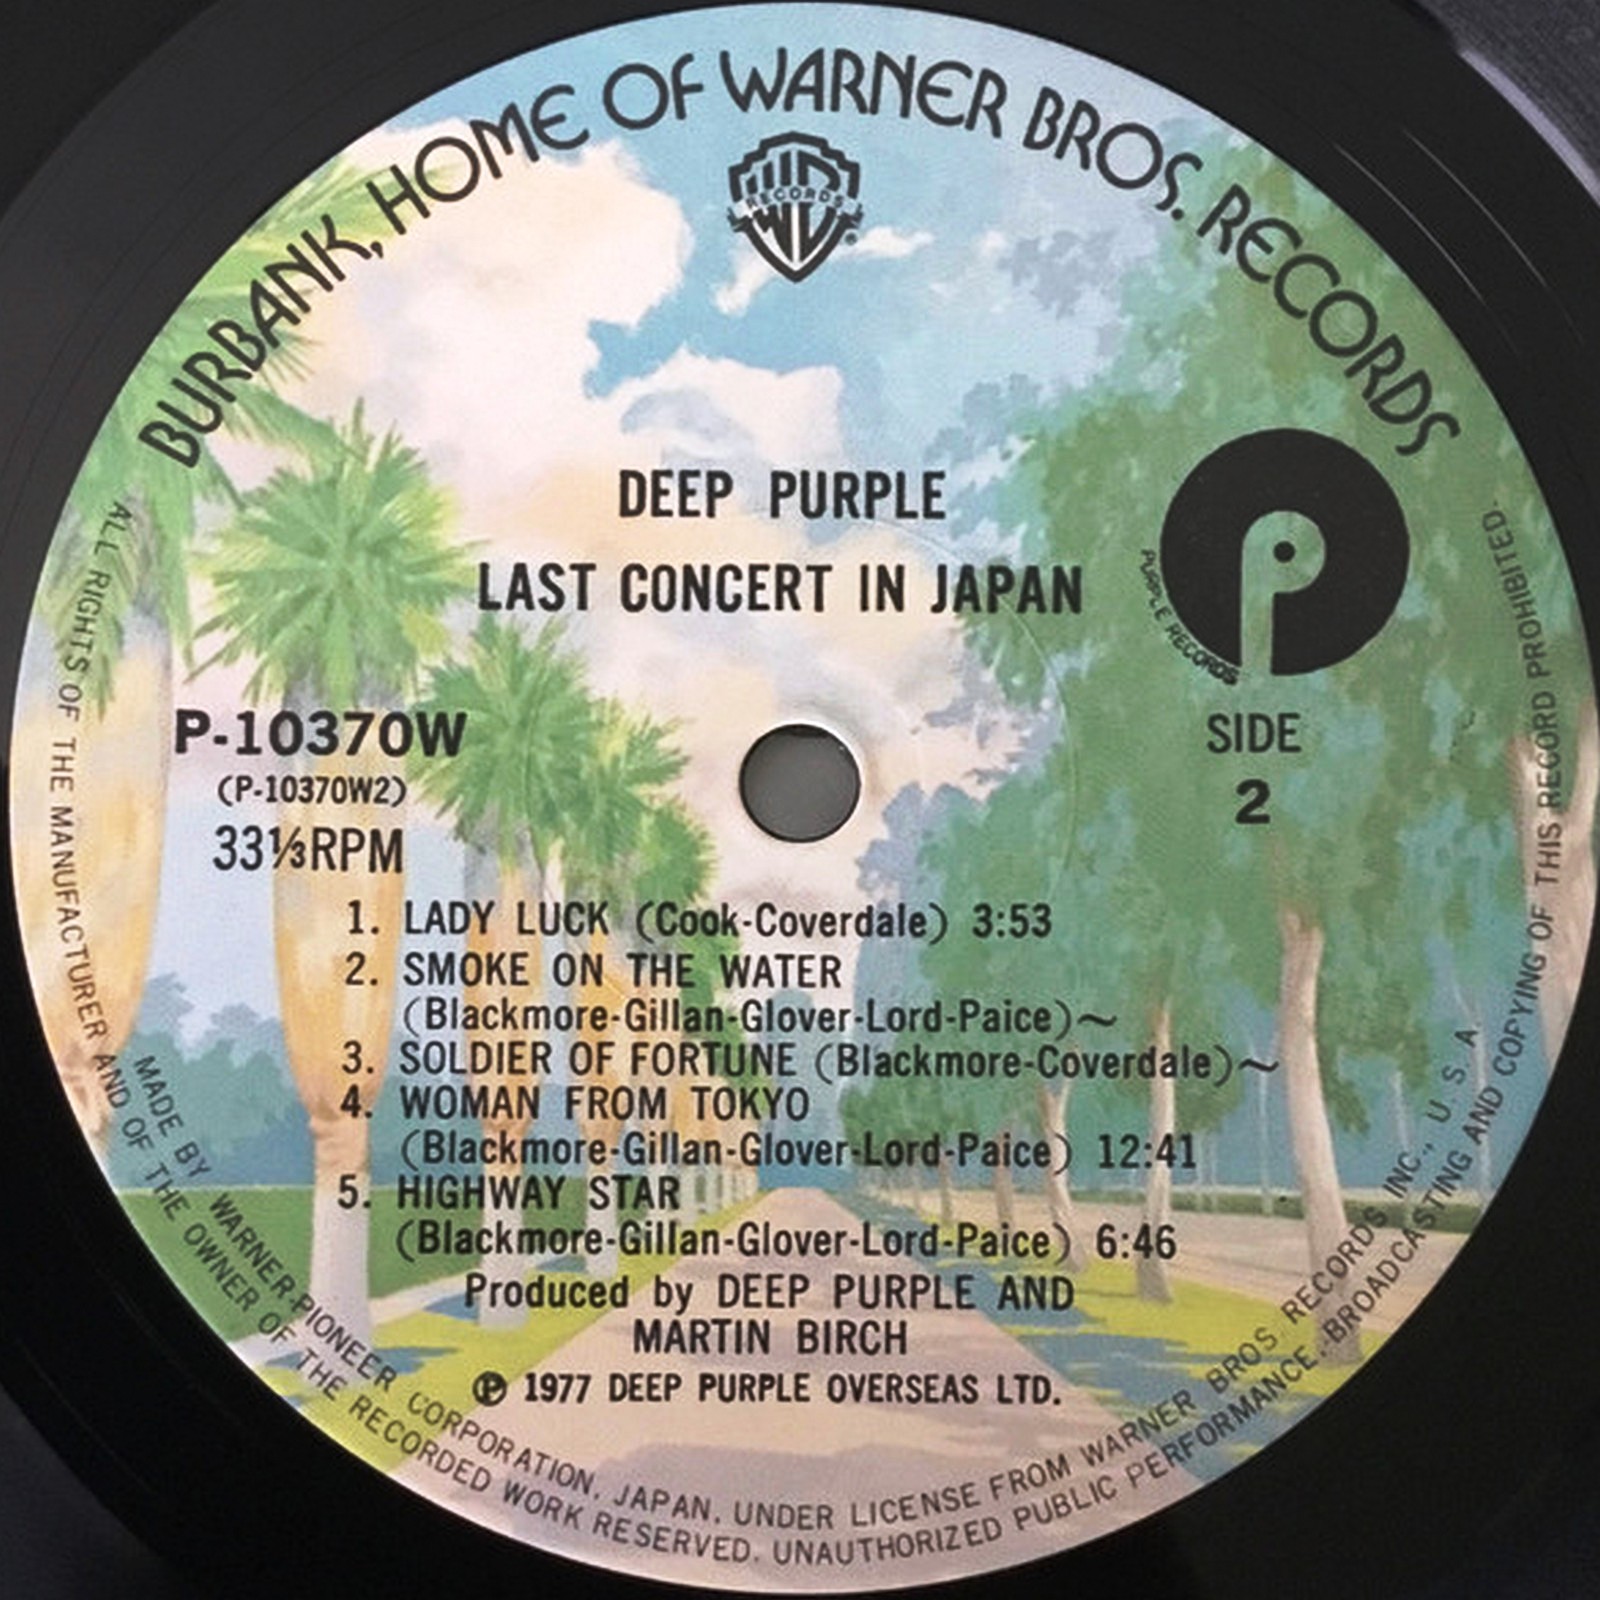 BURBANK, HOME OF WARNER BROS. RECORDS
RECORDS
DEEP PURPLE
LAST CONCERT IN JAPAN
PURPLE RECORDS
P-10370W
(P-10370W2)
33⅓RPM
SIDE
2
1. LADY LUCK (Cook-Coverdale) 3:53
2. SMOKE ON THE WATER
(Blackmore-Gillan-Glover-Lord-Paice)~
3. SOLDIER OF FORTUNE (Blackmore-Coverdale)~
4. WOMAN FROM TOKYO
(Blackmore-Gillan-Glover-Lord-Paice) 12:41
5. HIGHWAY STAR
(Blackmore-Gillan-Glover-Lord-Paice) 6:46
Produced by DEEP PURPLE AND
MARTIN BIRCH
℗ 1977 DEEP PURPLE OVERSEAS LTD.
MADE BY WARNER-PIONEER CORPORATION, JAPAN. UNDER LICENSE FROM WARNER BROS RECORDS INC., U. S. A
ALL RIGHTS OF THE MANUFACTURER AND OF THE OWNER OF THE RECORDED WORK RESERVED. UNAUTHORIZED PUBLIC PERFORMANCE. BROADCASTING AND COPYING OF THIS RECORD PROHIBITED.